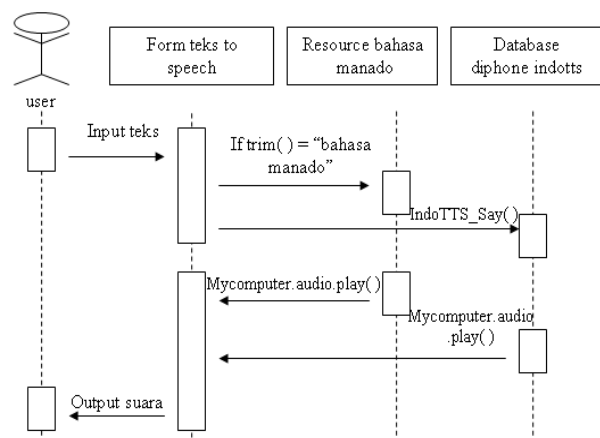 Form teks to
speech
Resource bahasa
manado
Database
diphone indotts
user
Input teks
If trim( ) = “bahasa
manado”
IndoTTS_Say( )
Mycomputer.audio.play( )
Mycomputer.audio
.play( )
Output suara